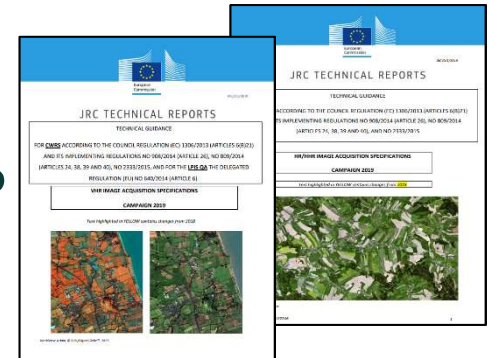 European
Commission
JRC TECHNICAL REPORTS
TECHNICAL GUIDANCE
FOR CWRS ACCORDING TO THE COUNCIL REGULATION (EC) 1306/2013 (ARTICLES 6(B)21)
AND ITS IMPLEMENTING REGULATIONS NO 908/2014 (ARTICLE 26), NO 809/2014
(ARTICLES 24, 38, 39 AND 40), NO 2333/2015, AND FOR THE LPIS QA THE DELEGATED
REGULATION (EU) NO 640/2014 (ARTICLE 6)
VHR IMAGE ACQUISITION SPECIFICATIONS
CAMPAIGN 2019
Text highlighted in YELLOW contains changes from 2018
European
Commission
JRC TECHNICAL REPORTS
TECHNICAL GUIDANCE
ACCORDING TO THE COUNCIL REGULATION (EC) 1306/2013 (ARTICLES 6(B)21)
ITS IMPLEMENTING REGULATIONS NO 908/2014 (ARTICLE 26), NO 809/2014
(ARTICLES 24, 38, 39 AND 40), AND NO 2333/2015
HR/HHR IMAGE ACQUISITION SPECIFICATIONS
CAMPAIGN 2019
Text highlighted in YELLOW contains changes from 2018